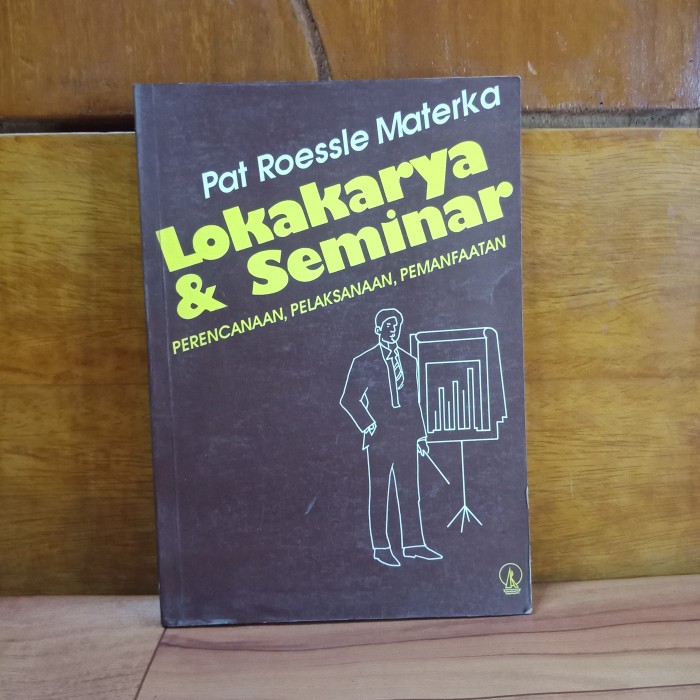 Pat Roessle Materka
Lokakarya
& Seminar
PERENCANAAN, PELAKSANAAN, PEMANFAATAN